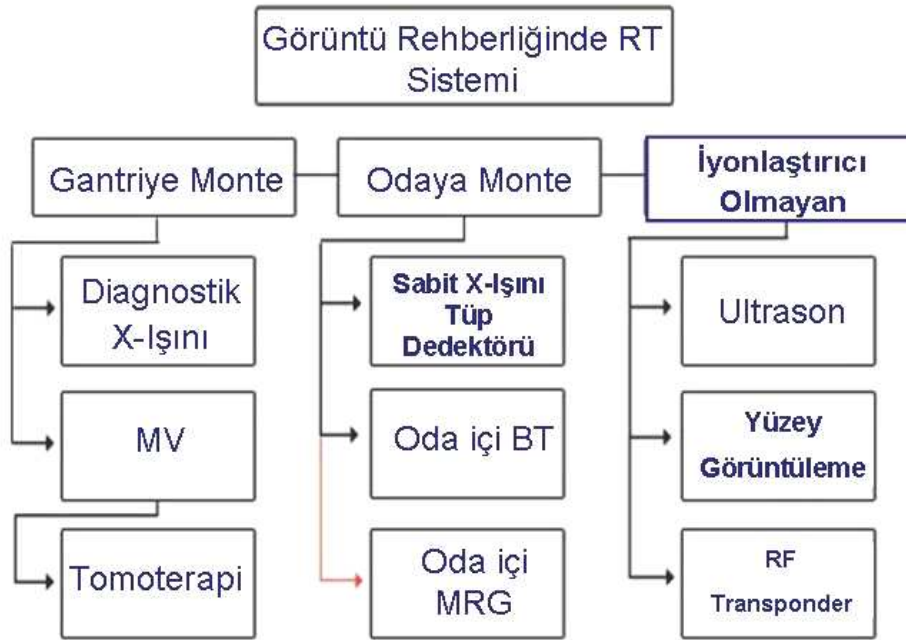 Görüntü Rehberliğinde RT
Sistemi
Gantriye Monte
Odaya Monte
İyonlaştırıcı
Olmayan
Diagnostik
X-Işını
Sabit X-Işını
Tüp
Dedektörü
Ultrason
MV
Oda içi BT
Yüzey
Görüntüleme
Tomoterapi
Oda içi
MRG
RF
Transponder